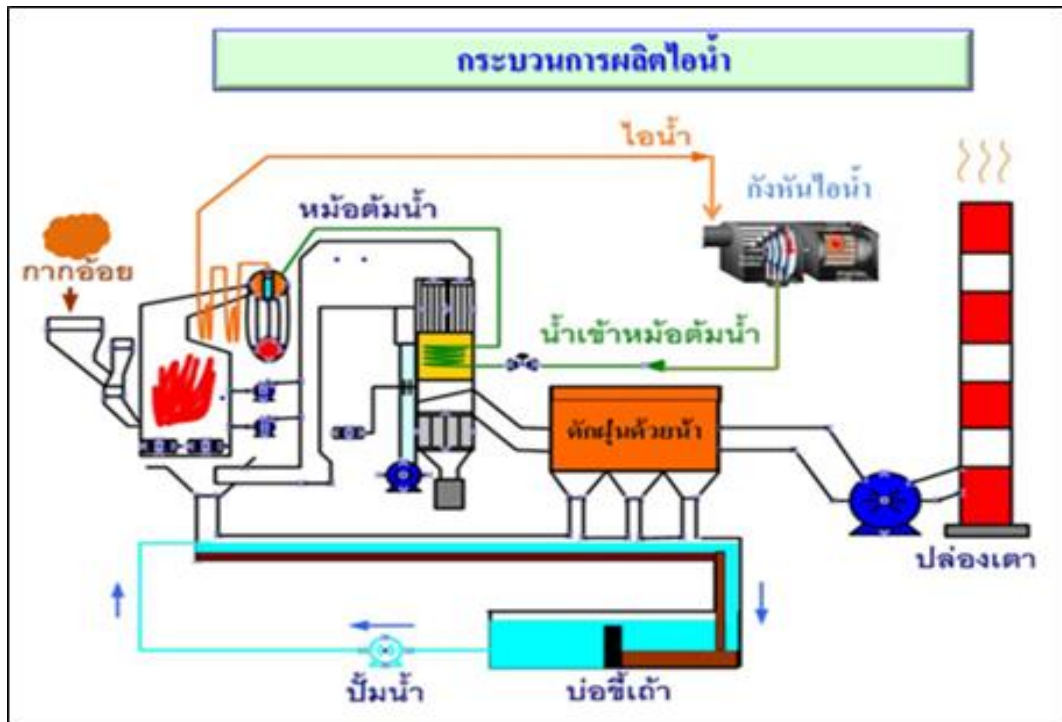 กระบวนการผลิตไอน้ำ
ไอน้ำ
กังหันไอน้ำ
หม้อต้มน้ำ
กากอ้อย
น้ำเข้าหม้อต้มน้ำ
ดักฝุ่นด้วยน้ำ
ปล่องเตา
ปั้มน้ำ
บ่อขี้เถ้า